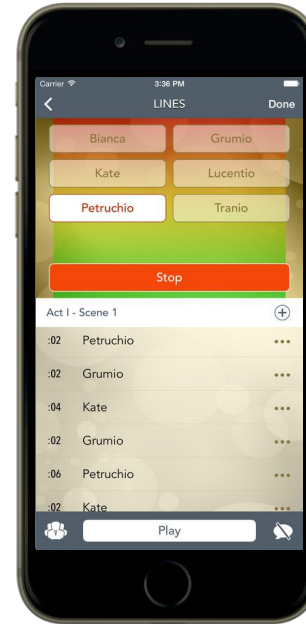 Carrier 3:36 PM
LINES Done
Bianca Grumio
Kate Lucentio
Petruchio Tranio
Stop
Act I - Scene 1
:02 Petruchio
:02 Grumio
:04 Kate
:02 Grumio
:06 Petruchio
:02 Kate
Play